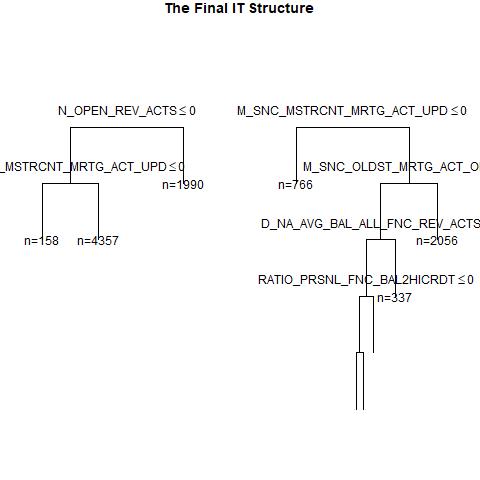 The Final IT Structure
N_OPEN_REV_ACTS ≤ 0
M_SNC_MSTRCNT_MRTG_ACT_UPD ≤ 0
_MSTRCNT_MRTG_ACT_UPD ≤ 0
M_SNC_OLDST_MRTG_ACT_O
n=1990
n=766
D_NA_AVG_BAL_ALL_FNC_REV_ACTS
n=158
n=4357
n=2056
RATIO_PRSNL_FNC_BAL2HICRDT ≤ 0
n=337